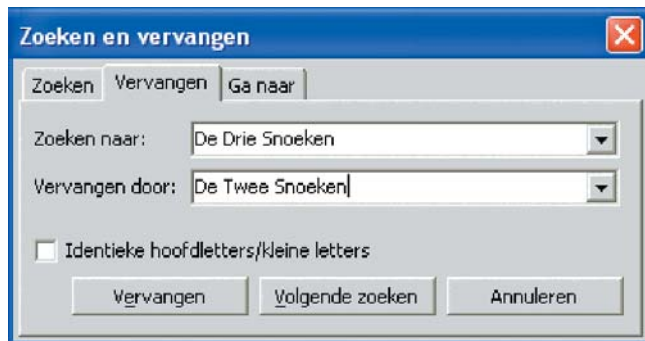 Zoeken en vervangen
Zoeken Vervangen Ga naar
Zoeken naar: De Drie Snoeken
Vervangen door: De Twee Snoeken
Identieke hoofdletters/kleine letters
Vervangen Volgende zoeken Annuleren